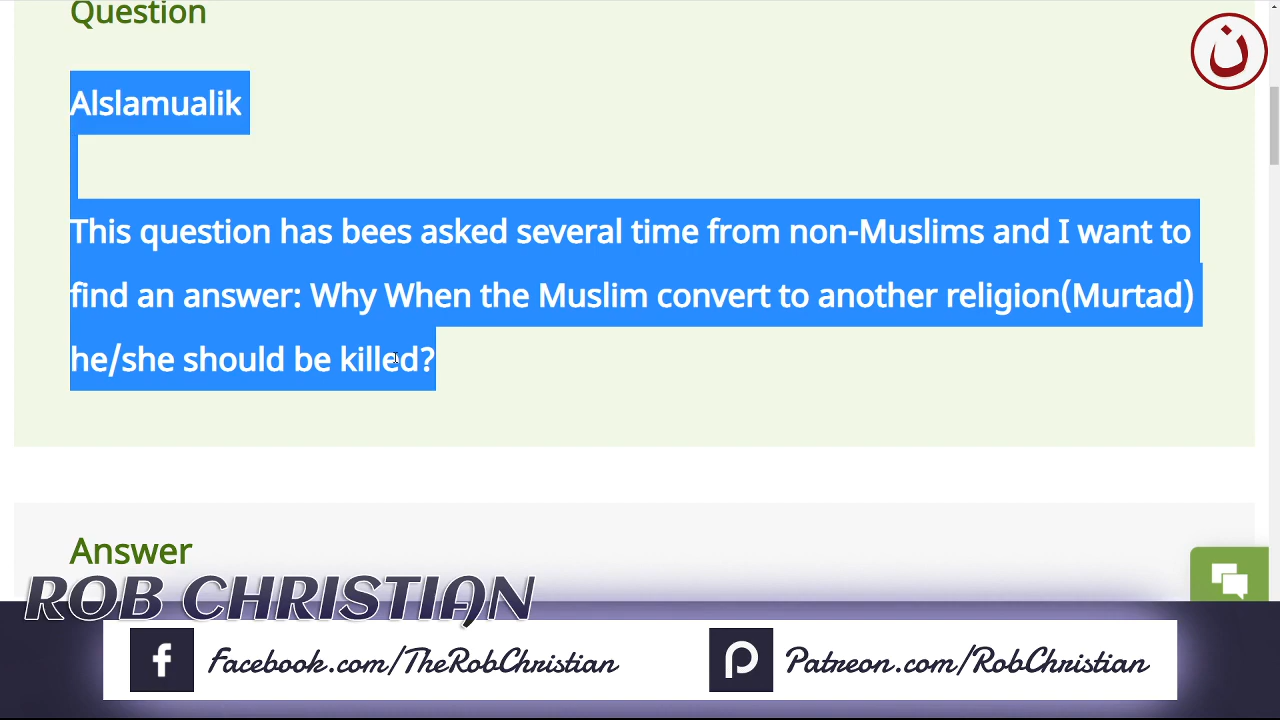 Question
ن
Alslamualik
This question has bees asked several time from non-Muslims and I want to
find an answer: Why When the Muslim convert to another religion(Murtad)
he/she should be killed?
Answer
ROB CHRISTIAN
f Facebook.com/TheRobChristian
Patreon.com/RobChristian